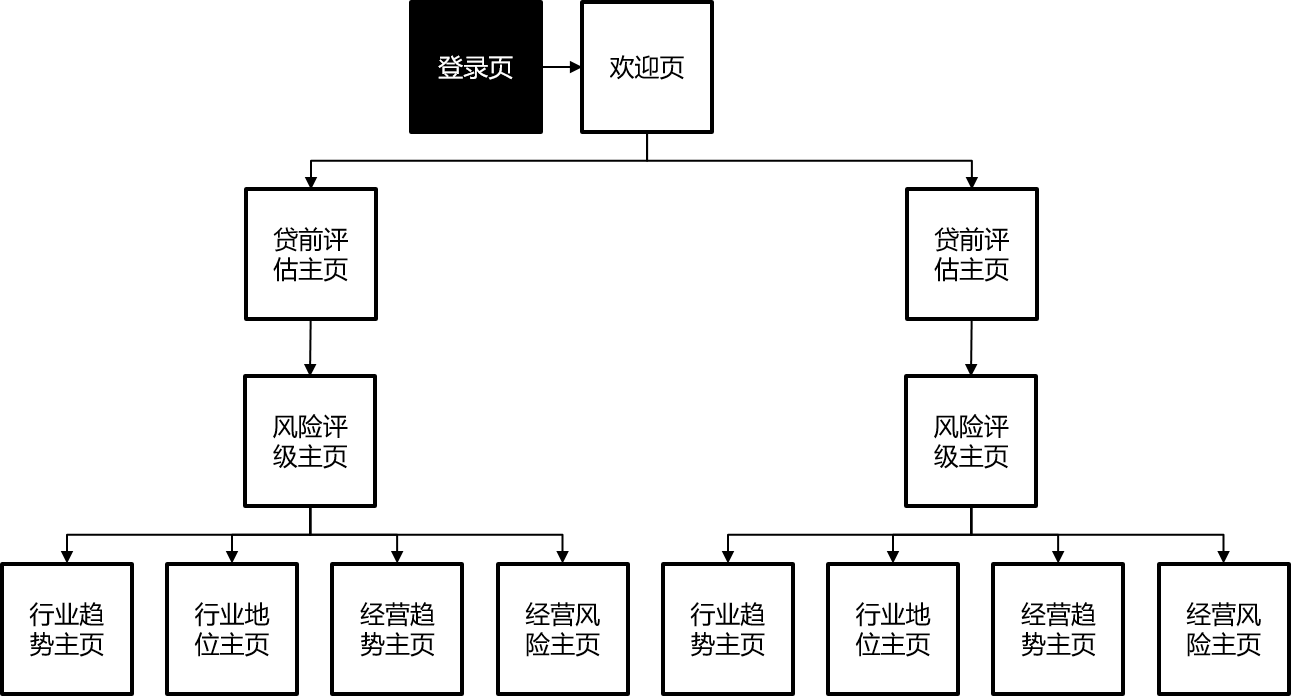 登录页
欢迎页
贷前评
估主页
贷前评
估主页
风险评
级主页
风险评
级主页
行业趋
势主页
行业地
位主页
经营趋
势主页
经营风
险主页
行业趋
势主页
行业地
位主页
经营趋
势主页
经营风
险主页